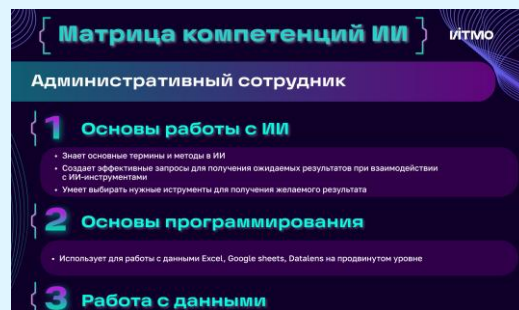 Матрица компетенций ИИ
ИТМО
Административный сотрудник
1 Основы работы с ИИ
• Знает основные термины и методы в ИИ
• Создает эффективные запросы для получения ожидаемых результатов при взаимодействии
с ИИ-инструментами
• Умеет выбирать нужные иструменты для получения желаемого результата
2 Основы программирования
• Использует для работы с данными Excel, Google sheets, Datalens на продвинутом уровне
3 Работа с данными